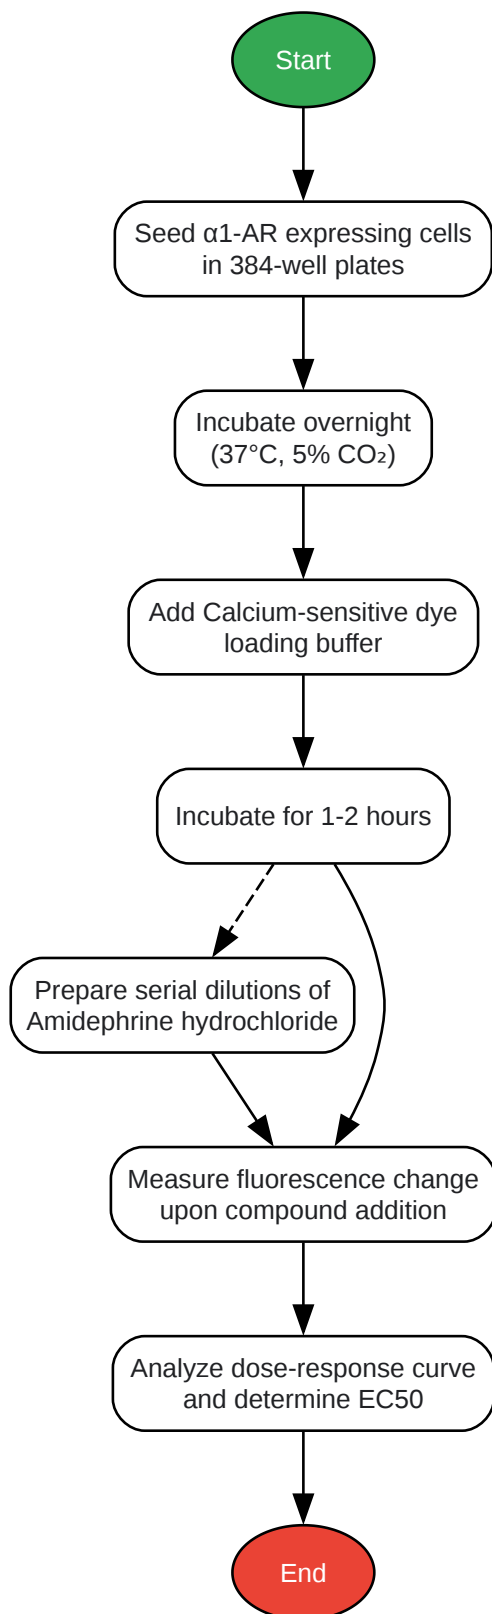 Start
Seed α1-AR expressing cells
in 384-well plates
Incubate overnight
(37°C, 5% CO₂)
Add Calcium-sensitive dye
loading buffer
Incubate for 1-2 hours
Prepare serial dilutions of
Amidephrine hydrochloride
Measure fluorescence change
upon compound addition
Analyze dose-response curve
and determine EC50
End